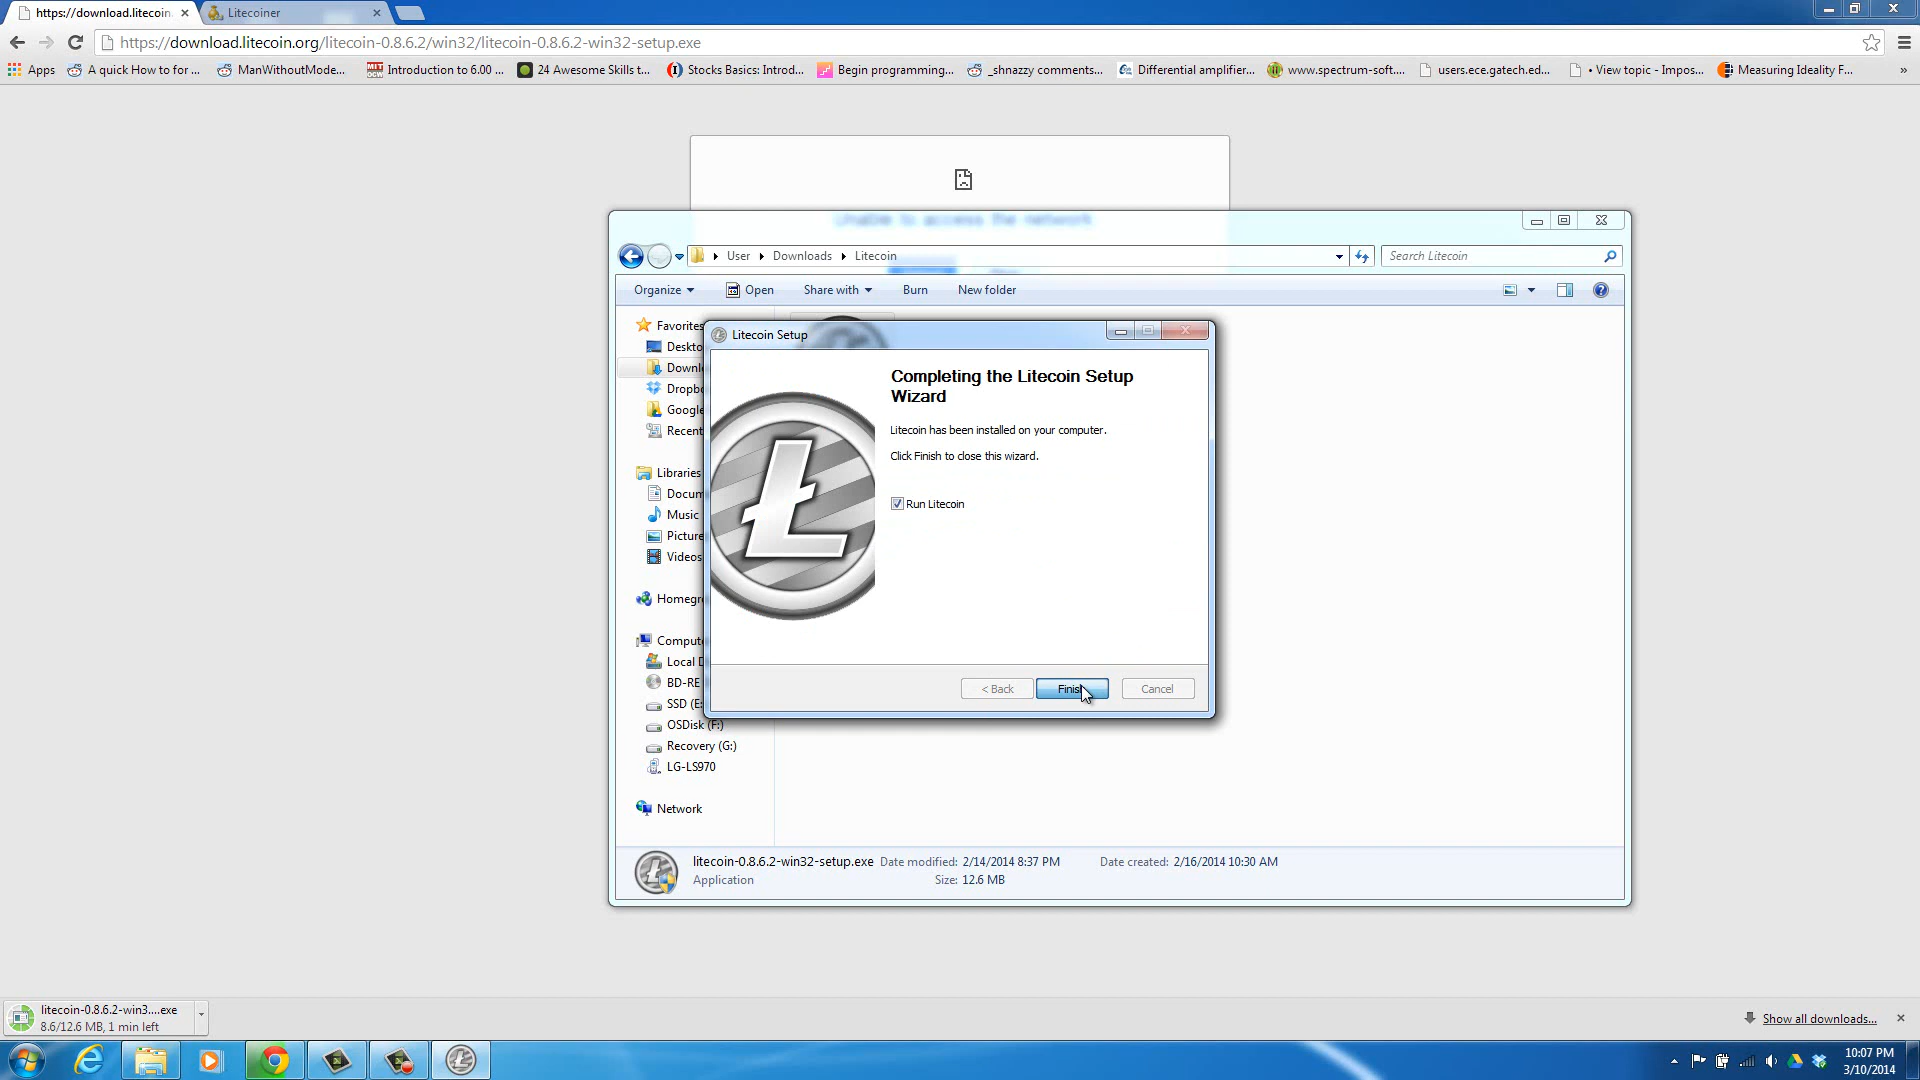 https://download.litecoin
Litecoiner
https://download.litecoin.org/litecoin-0.8.6.2/win32/litecoin-0.8.6.2-win32-setup.exe
Apps
A quick How to for ...
ManWithoutMode...
Introduction to 6.00 ...
24 Awesome Skills t...
Stocks Basics: Introd...
Begin programming...
_shnazzy comments...
Differential amplifier...
www.spectrum-soft....
users.ece.gatech.ed...
• View topic - Impos...
Measuring Ideality F...
»
Unable to access the network
User
Downloads
Litecoin
Search Litecoin
Organize
Open
Share with
Burn
New folder
Favorites
Deskto
Downl
Dropb
Google
Recent
Libraries
Docum
Music
Picture
Videos
Homegr
Compute
Local D
BD-RE
SSD (E:
OSDisk (F:)
Recovery (G:)
LG-LS970
Network
Litecoin Setup
Completing the Litecoin Setup
Wizard
Litecoin has been installed on your computer.
Click Finish to close this wizard.
Run Litecoin
< Back
Finish
Cancel
litecoin-0.8.6.2-win32-setup.exe Date modified: 2/14/2014 8:37 PM Date created: 2/16/2014 10:30 AM
Application Size: 12.6 MB
litecoin-0.8.6.2-win3....exe
8.6/12.6 MB, 1 min left
Show all downloads...
10:07 PM
3/10/2014